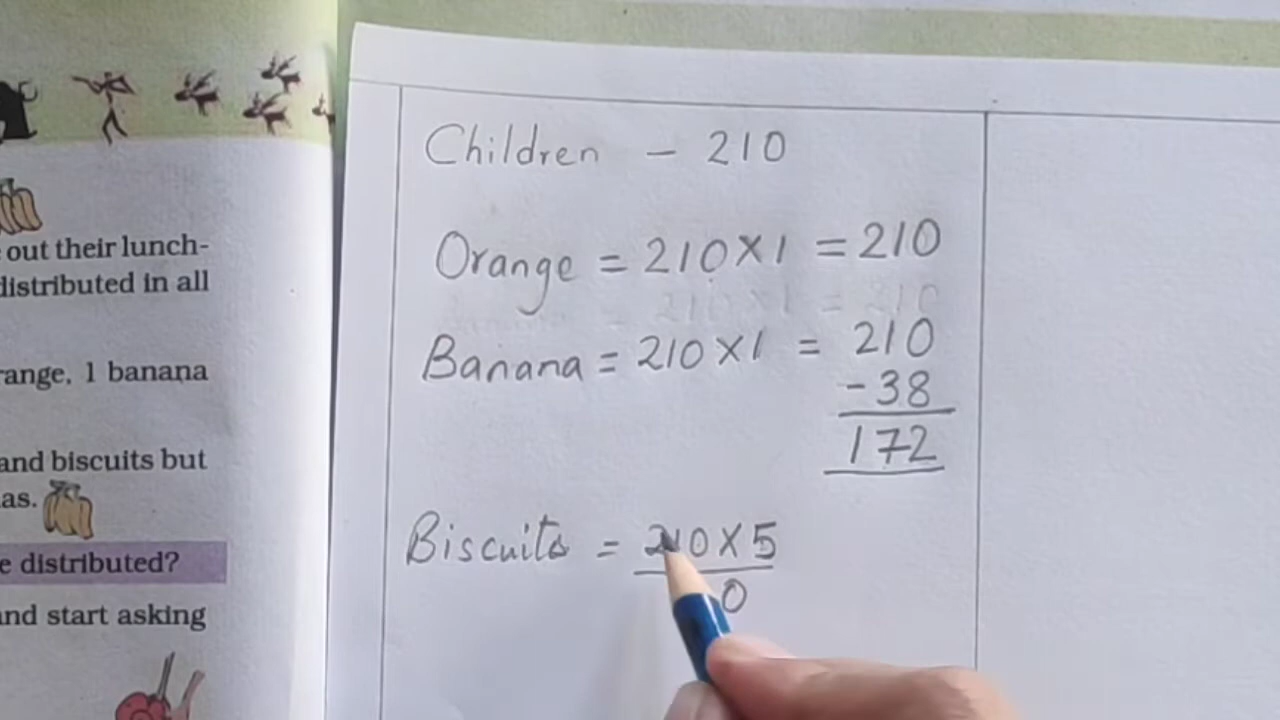 out their lunch-
distributed in all
range, 1 banana
and biscuits but
as.
e distributed?
and start asking
Children - 210
Orange = 210×1 = 210
Banana = 210×1 = 210
-38
172
Biscuits = 210×5
0